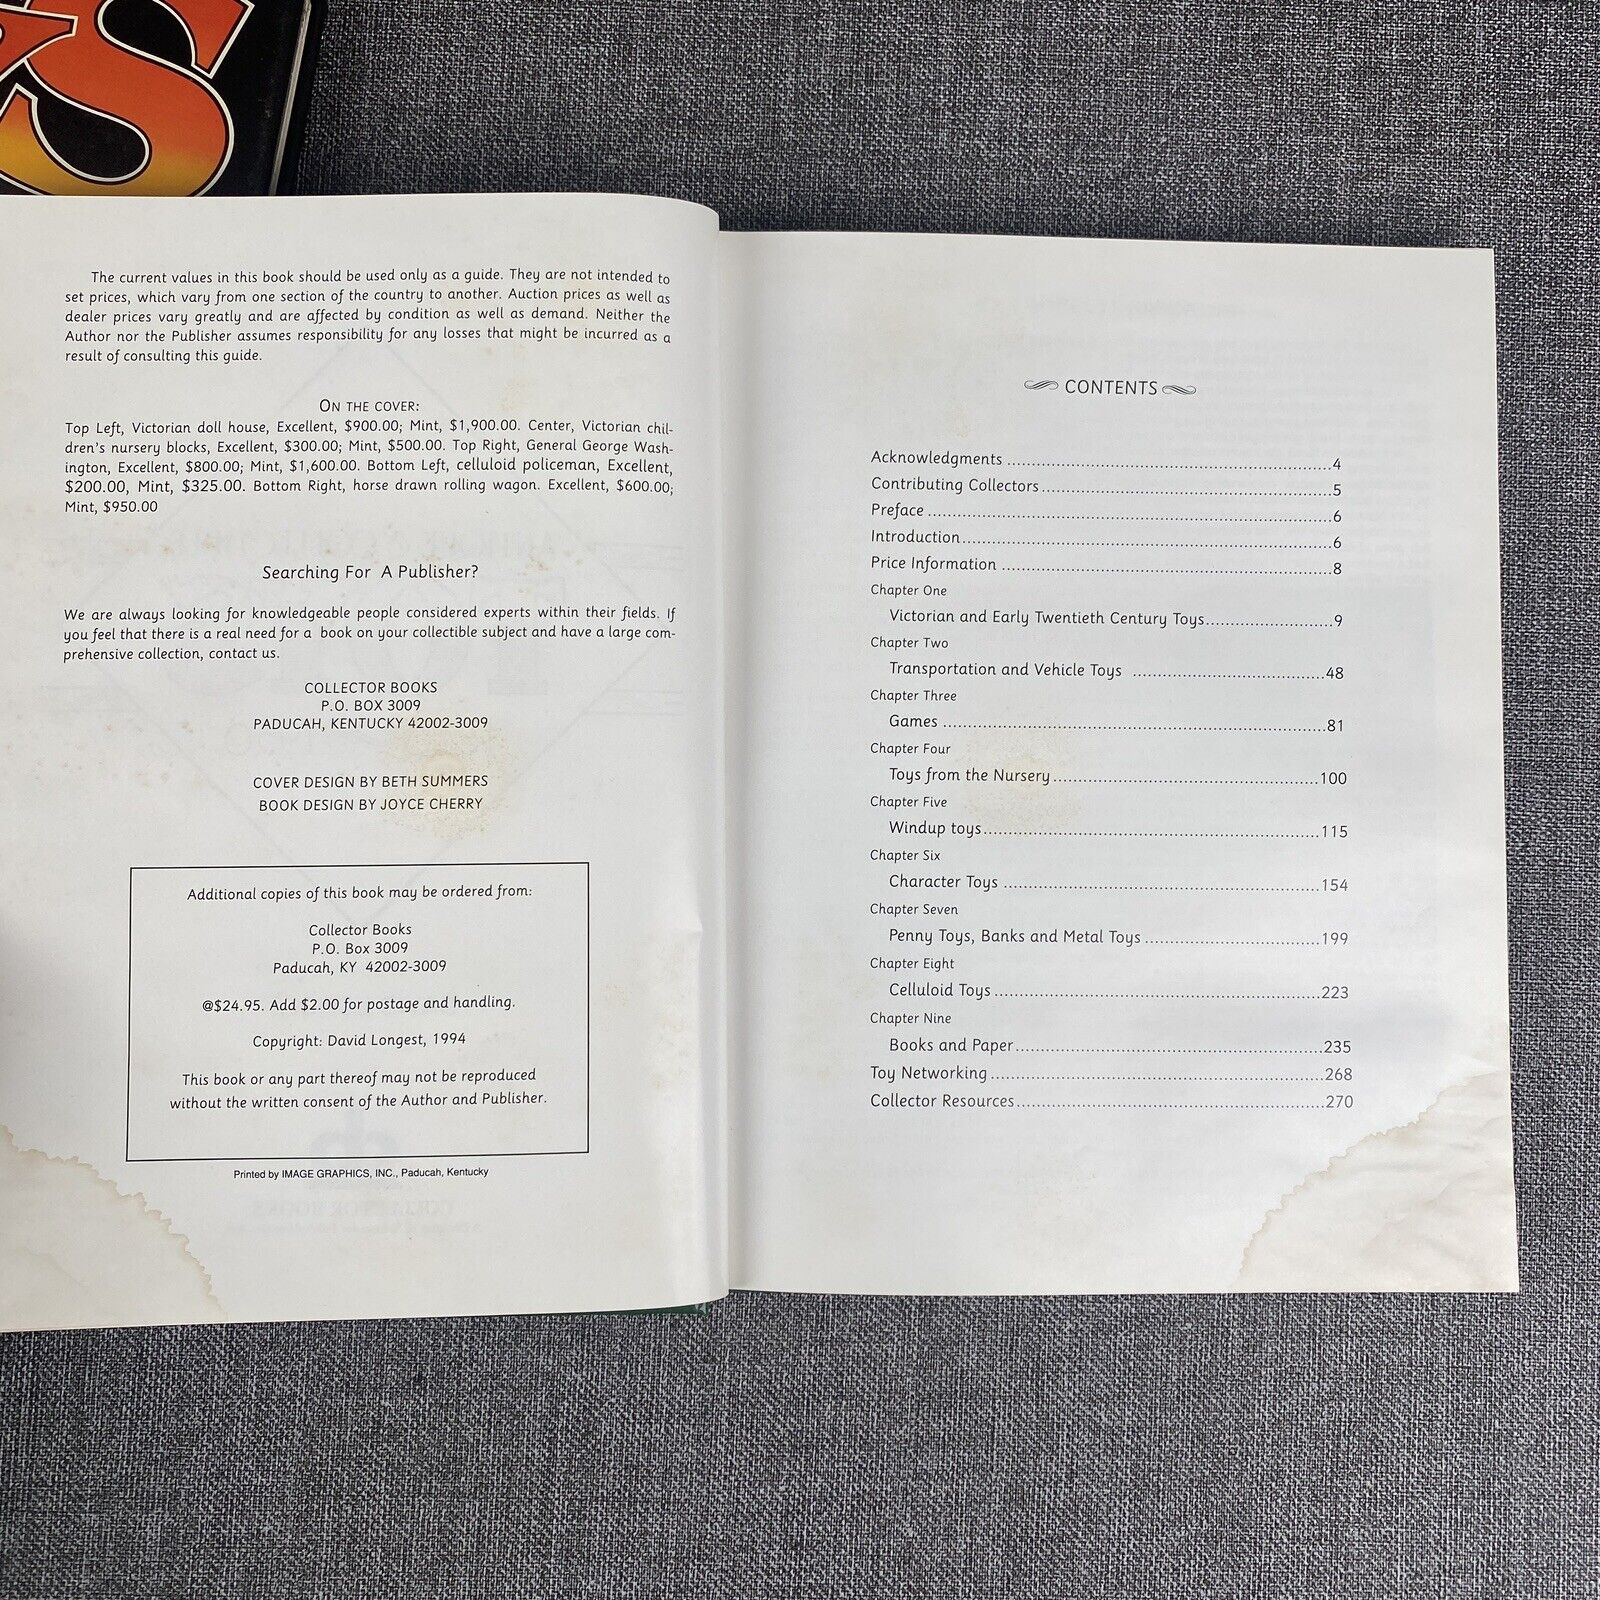 S
The current values in this book should be used only as a guide. They are not intended to
set prices, which vary from one section of the country to another. Auction prices as well as
dealer prices vary greatly and are affected by condition as well as demand. Neither the
Author nor the Publisher assumes responsibility for any losses that might be incurred as a
result of consulting this guide.
ON THE COVER:
Top Left, Victorian doll house, Excellent, $900.00; Mint, $1,900.00. Center, Victorian chil-
dren's nursery blocks, Excellent, $300.00; Mint, $500.00. Top Right, General George Wash-
ington, Excellent, $800.00; Mint, $1,600.00. Bottom Left, celluloid policeman, Excellent,
$200.00, Mint, $325.00. Bottom Right, horse drawn rolling wagon. Excellent, $600.00;
Mint, $950.00
Searching For A Publisher?
We are always looking for knowledgeable people considered experts within their fields. If
you feel that there is a real need for a book on your collectible subject and have a large com-
prehensive collection, contact us.
COLLECTOR BOOKS
P.O. BOX 3009
PADUCAH, KENTUCKY 42002-3009
COVER DESIGN BY BETH SUMMERS
BOOK DESIGN BY JOYCE CHERRY
Additional copies of this book may be ordered from:
Collector Books
P.O. Box 3009
Paducah, KY 42002-3009
@$24.95. Add $2.00 for postage and handling.
Copyright: David Longest, 1994
This book or any part thereof may not be reproduced
without the written consent of the Author and Publisher.
Printed by IMAGE GRAPHICS, INC., Paducah, Kentucky
CONTENTS
Acknowledgments ..........4
Contributing Collectors..........5
Preface ..........6
Introduction..........6
Price Information ..........8
Chapter One
Victorian and Early Twentieth Century Toys..........9
Chapter Two
Transportation and Vehicle Toys ..........48
Chapter Three
Games ..........81
Chapter Four
Toys from the Nursery..........100
Chapter Five
Windup toys..........115
Chapter Six
Character Toys ..........154
Chapter Seven
Penny Toys, Banks and Metal Toys ..........199
Chapter Eight
Celluloid Toys..........223
Chapter Nine
Books and Paper..........235
Toy Networking..........268
Collector Resources..........270